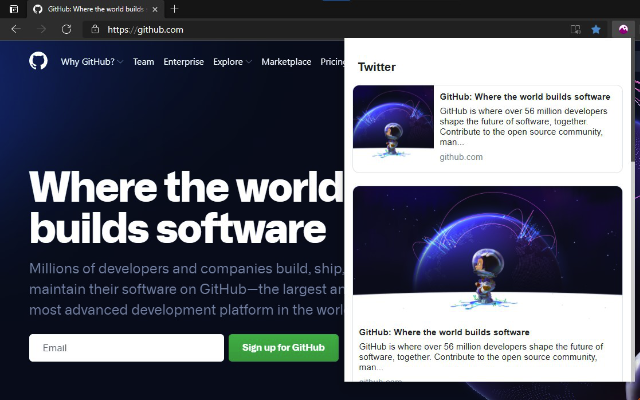 GitHub: Where the world builds
https://github.com
Why GitHub?
Team
Enterprise
Explore
Marketplace
Pricing
Where the world
builds software
Millions of developers and companies build, ship,
maintain their software on GitHub—the largest an
most advanced development platform in the worl
Email
Sign up for GitHub
Twitter
GitHub: Where the world builds software
GitHub is where over 56 million developers
shape the future of software, together.
Contribute to the open source community,
man...
github.com
GitHub: Where the world builds software
GitHub is where over 56 million developers shape the future of
software, together. Contribute to the open source community,
man...
github.com